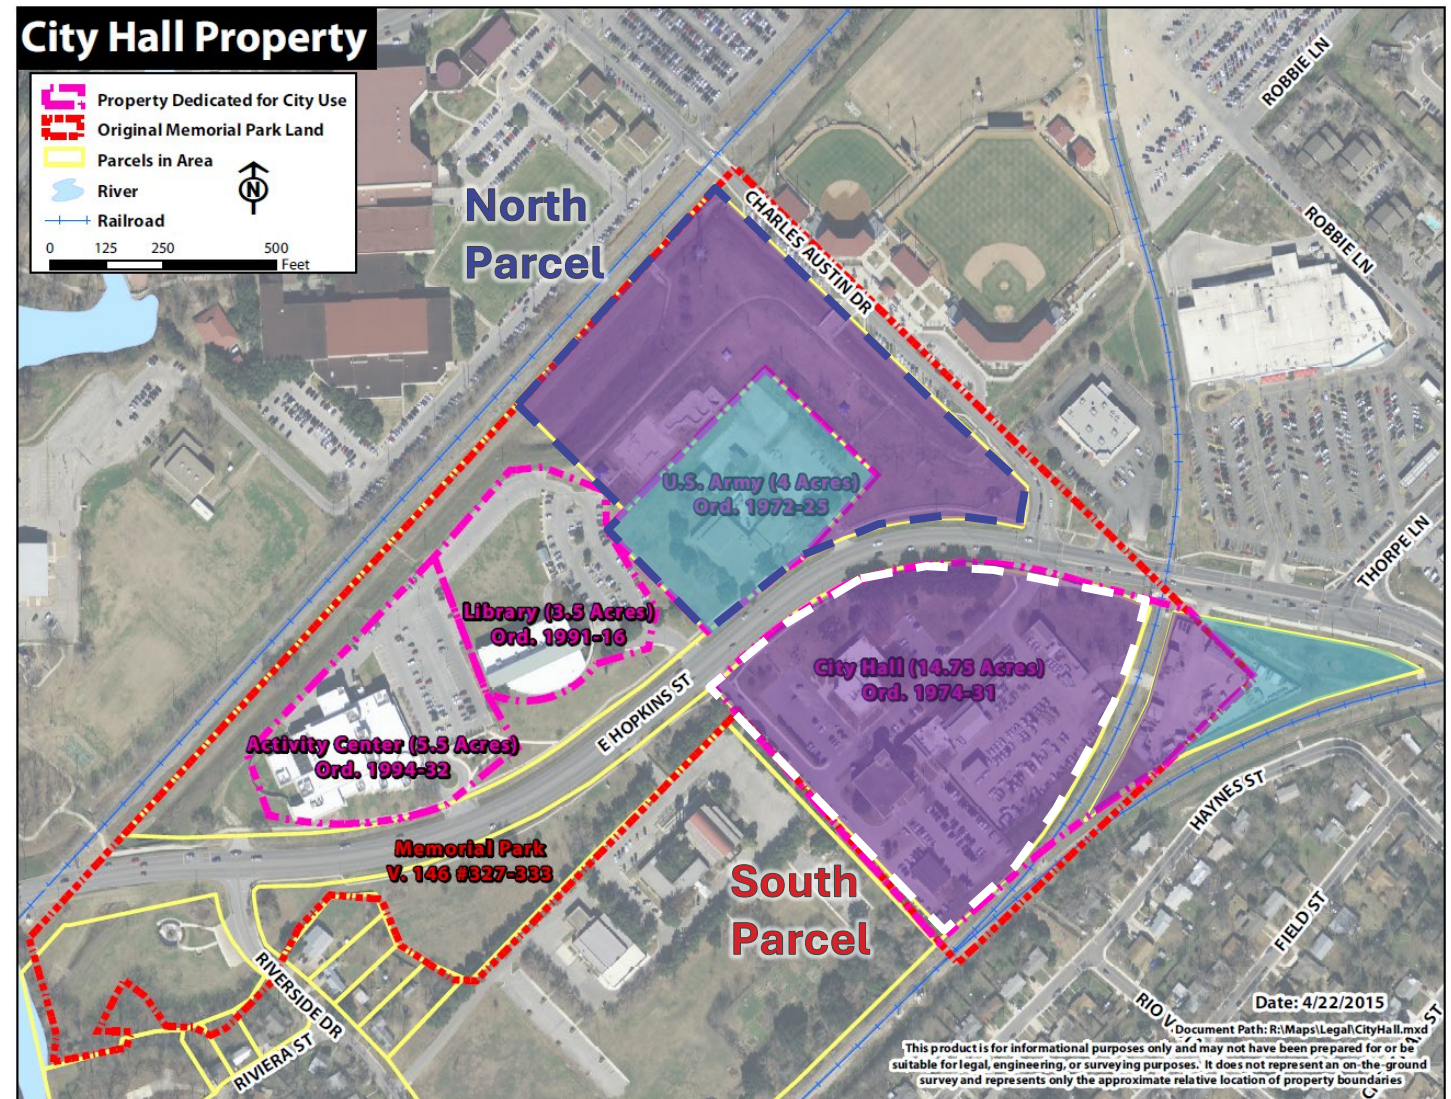 City Hall Property
Property Dedicated for City Use
Original Memorial Park Land
Parcels in Area
River
Railroad
N
0 125 250 500
Feet
North
Parcel
CHARLES AUSTIN DR
ROBBIE LN
ROBBIE LN
THORPE LN
U.S. Army (4 Acres)
Ord. 1972-25
Library (3.5 Acres)
Ord. 1991-16
City Hall (14.75 Acres)
Ord. 1974-31
E HOPKINS ST
Activity Center (5.5 Acres)
Ord. 1994-32
Memorial Park
V. 146 #327-333
South
Parcel
HAYNES ST
FIELD ST
RIVERSIDE DR
RIVIERA ST
RIO V
ST
Date: 4/22/2015
Document Path: R:\Maps\Legal\CityHall.mxd
This product is for informational purposes only and may not have been prepared for or be
suitable for legal, engineering, or surveying purposes. It does not represent an on-the-ground
survey and represents only the approximate relative location of property boundaries